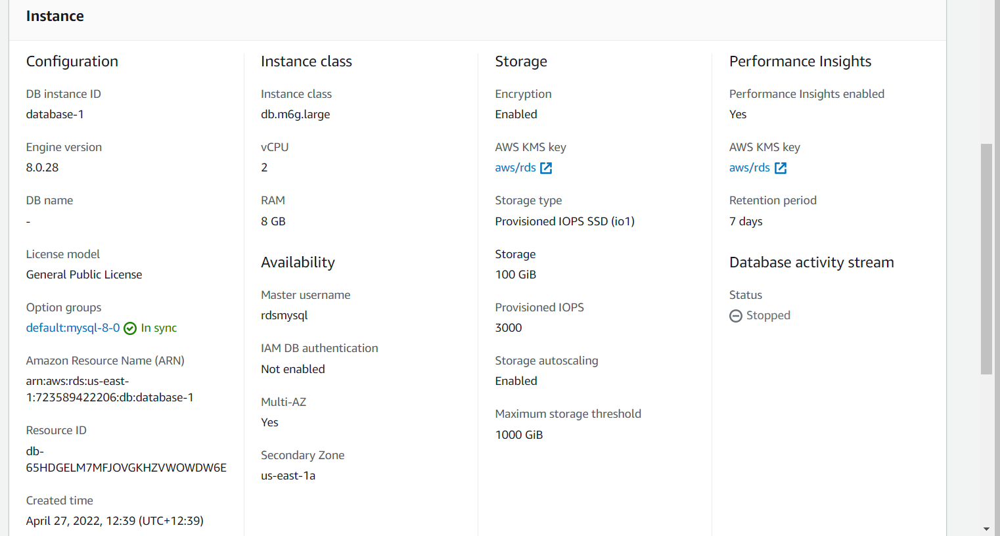 Instance
Configuration
DB instance ID
database-1
Engine version
8.0.28
DB name
-
License model
General Public License
Option groups
default:mysql-8-0 In sync
Amazon Resource Name (ARN)
arn:aws:rds:us-east-
1:723589422206:db:database-1
Resource ID
db-
65HDGELM7MFJOVGKHZVWOWDW6E
Created time
April 27, 2022, 12:39 (UTC+12:39)
Instance class
Instance class
db.m6g.large
vCPU
2
RAM
8 GB
Availability
Master username
rdsmysql
IAM DB authentication
Not enabled
Multi-AZ
Yes
Secondary Zone
us-east-1a
Storage
Encryption
Enabled
AWS KMS key
aws/rds
Storage type
Provisioned IOPS SSD (io1)
Storage
100 GiB
Provisioned IOPS
3000
Storage autoscaling
Enabled
Maximum storage threshold
1000 GiB
Performance Insights
Performance Insights enabled
Yes
AWS KMS key
aws/rds
Retention period
7 days
Database activity stream
Status
Stopped